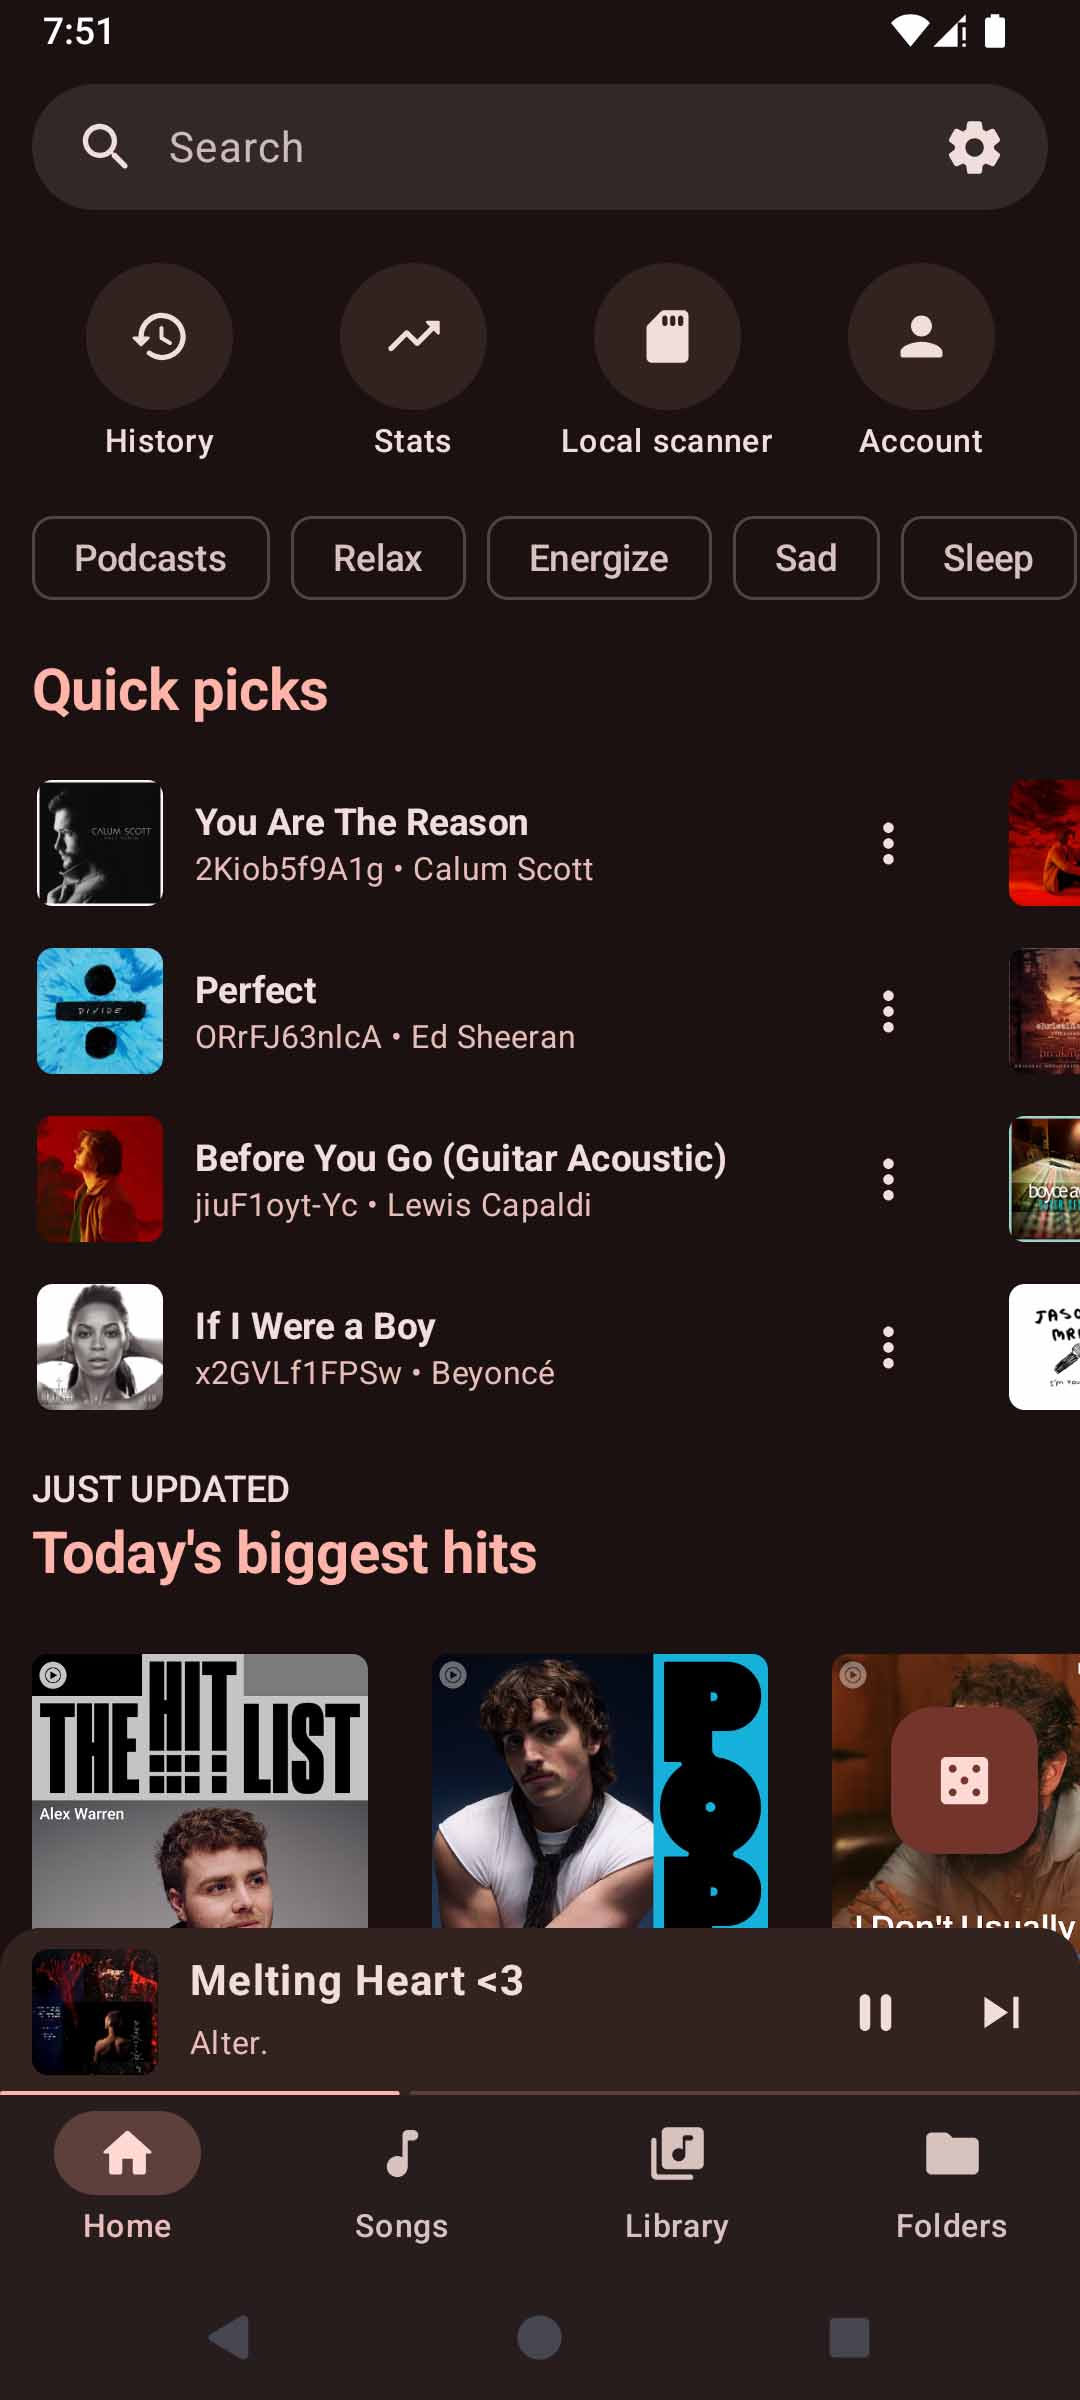 7:51
Search
History
Stats
Local scanner
Account
Podcasts
Relax
Energize
Sad
Sleep
Quick picks
CALUM SCOTT
You Are The Reason
2Kiob5f9A1g • Calum Scott
DIVIDE
Perfect
ORrFJ63nlcA • Ed Sheeran
Before You Go (Guitar Acoustic)
jiuF1oyt-Yc • Lewis Capaldi
If I Were a Boy
x2GVLf1FPSw • Beyoncé
JUST UPDATED
Today's biggest hits
THE HIT LIST
Alex Warren
POP
I Don't Usually
Melting Heart <3
Alter.
Home
Songs
Library
Folders